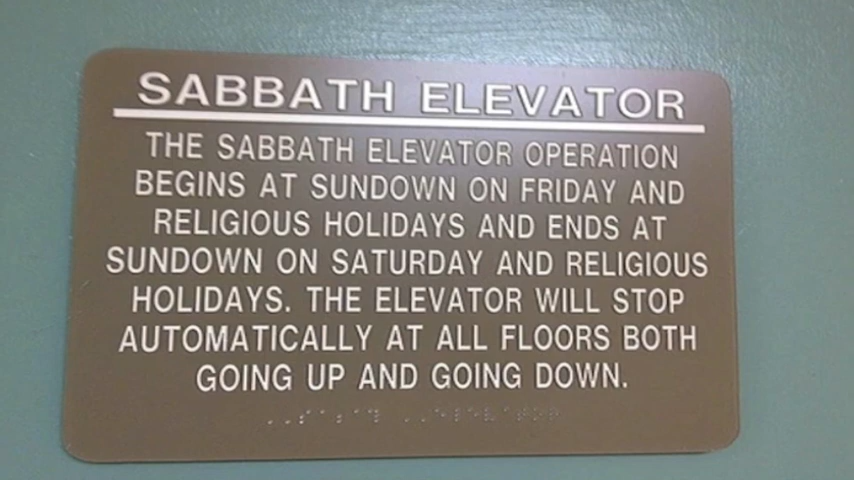 SABBATH ELEVATOR
THE SABBATH ELEVATOR OPERATION
BEGINS AT SUNDOWN ON FRIDAY AND
RELIGIOUS HOLIDAYS AND ENDS AT
SUNDOWN ON SATURDAY AND RELIGIOUS
HOLIDAYS. THE ELEVATOR WILL STOP
AUTOMATICALLY AT ALL FLOORS BOTH
GOING UP AND GOING DOWN.